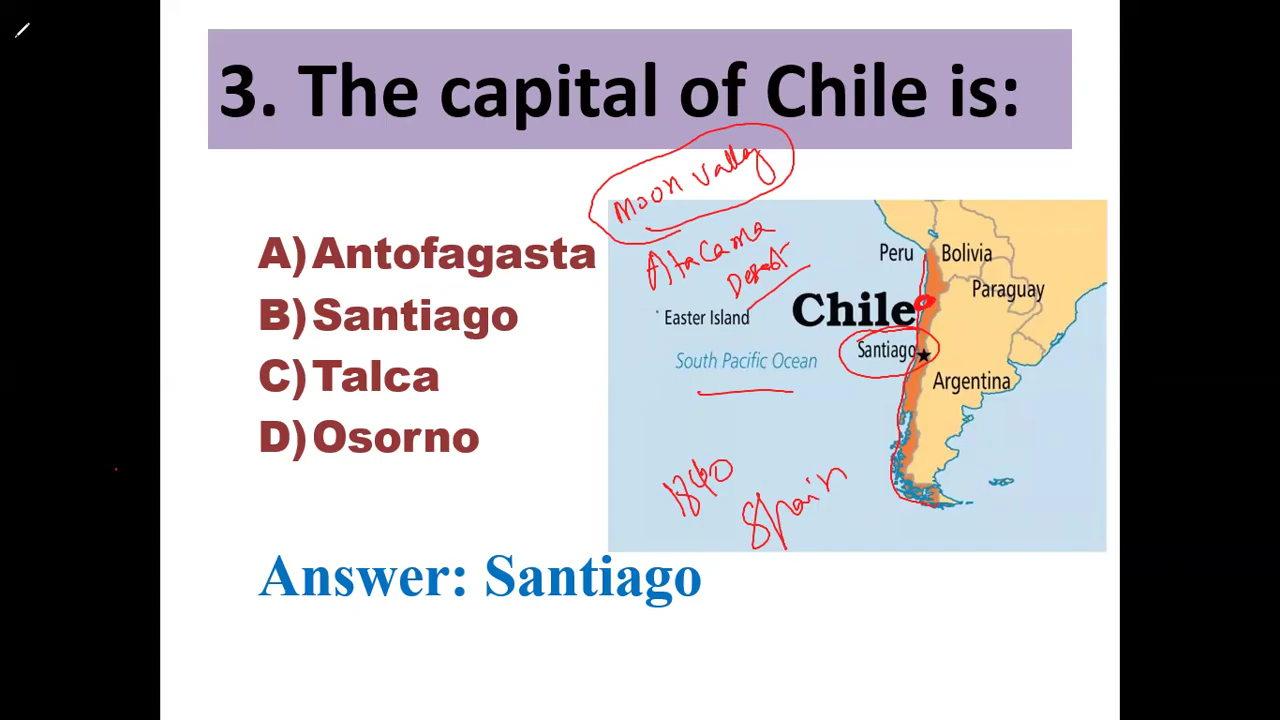 3. The capital of Chile is:
Moon Valley
A) Antofagasta
B) Santiago
C) Talca
D) Osorno
Atacama
Desert
Peru
Bolivia
Paraguay
Chile
Easter Island
Santiago
South Pacific Ocean
Argentina
1840
Spain
Answer: Santiago